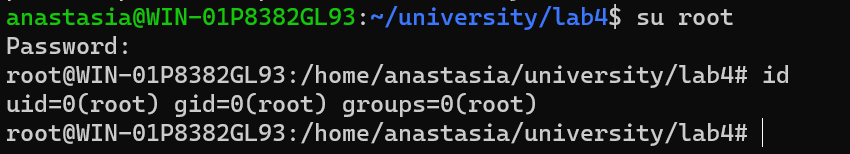 anastasia@WIN-01P8382GL93:~/university/lab4$ su root
Password:
root@WIN-01P8382GL93:/home/anastasia/university/lab4# id
uid=0(root) gid=0(root) groups=0(root)
root@WIN-01P8382GL93:/home/anastasia/university/lab4#